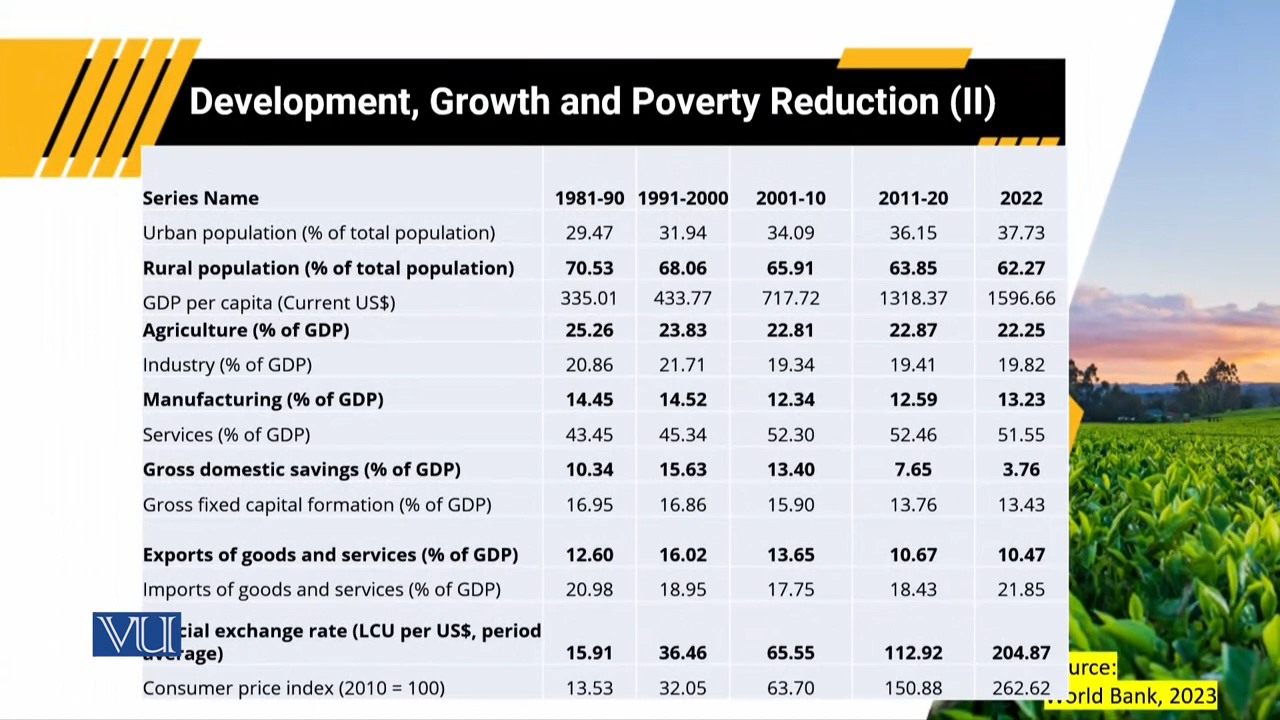 Development, Growth and Poverty Reduction (II)
Series Name 1981-90 1991-2000 2001-10 2011-20 2022
Urban population (% of total population) 29.47 31.94 34.09 36.15 37.73
Rural population (% of total population) 70.53 68.06 65.91 63.85 62.27
GDP per capita (Current US$) 335.01 433.77 717.72 1318.37 1596.66
Agriculture (% of GDP) 25.26 23.83 22.81 22.87 22.25
Industry (% of GDP) 20.86 21.71 19.34 19.41 19.82
Manufacturing (% of GDP) 14.45 14.52 12.34 12.59 13.23
Services (% of GDP) 43.45 45.34 52.30 52.46 51.55
Gross domestic savings (% of GDP) 10.34 15.63 13.40 7.65 3.76
Gross fixed capital formation (% of GDP) 16.95 16.86 15.90 13.76 13.43
Exports of goods and services (% of GDP) 12.60 16.02 13.65 10.67 10.47
Imports of goods and services (% of GDP) 20.98 18.95 17.75 18.43 21.85
VU
cial exchange rate (LCU per US$, period
average) 15.91 36.46 65.55 112.92 204.87
Consumer price index (2010 = 100) 13.53 32.05 63.70 150.88 262.62
urce:
World Bank, 2023